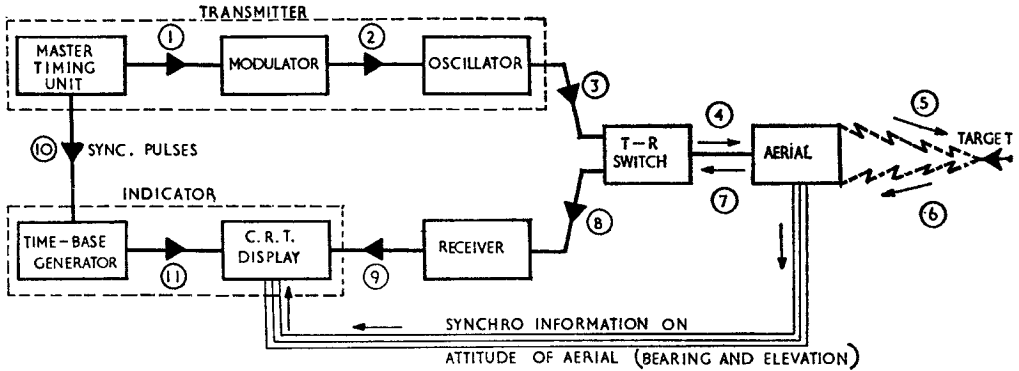 TRANSMITTER
1
2
MASTER
TIMING
UNIT
MODULATOR
OSCILLATOR
3
4
5
T-R
SWITCH
AERIAL
TARGET
10
SYNC. PULSES
7
6
INDICATOR
8
TIME-BASE
GENERATOR
C.R.T.
DISPLAY
RECEIVER
11
9
SYNCHRO INFORMATION ON
ATTITUDE OF AERIAL (BEARING AND ELEVATION)